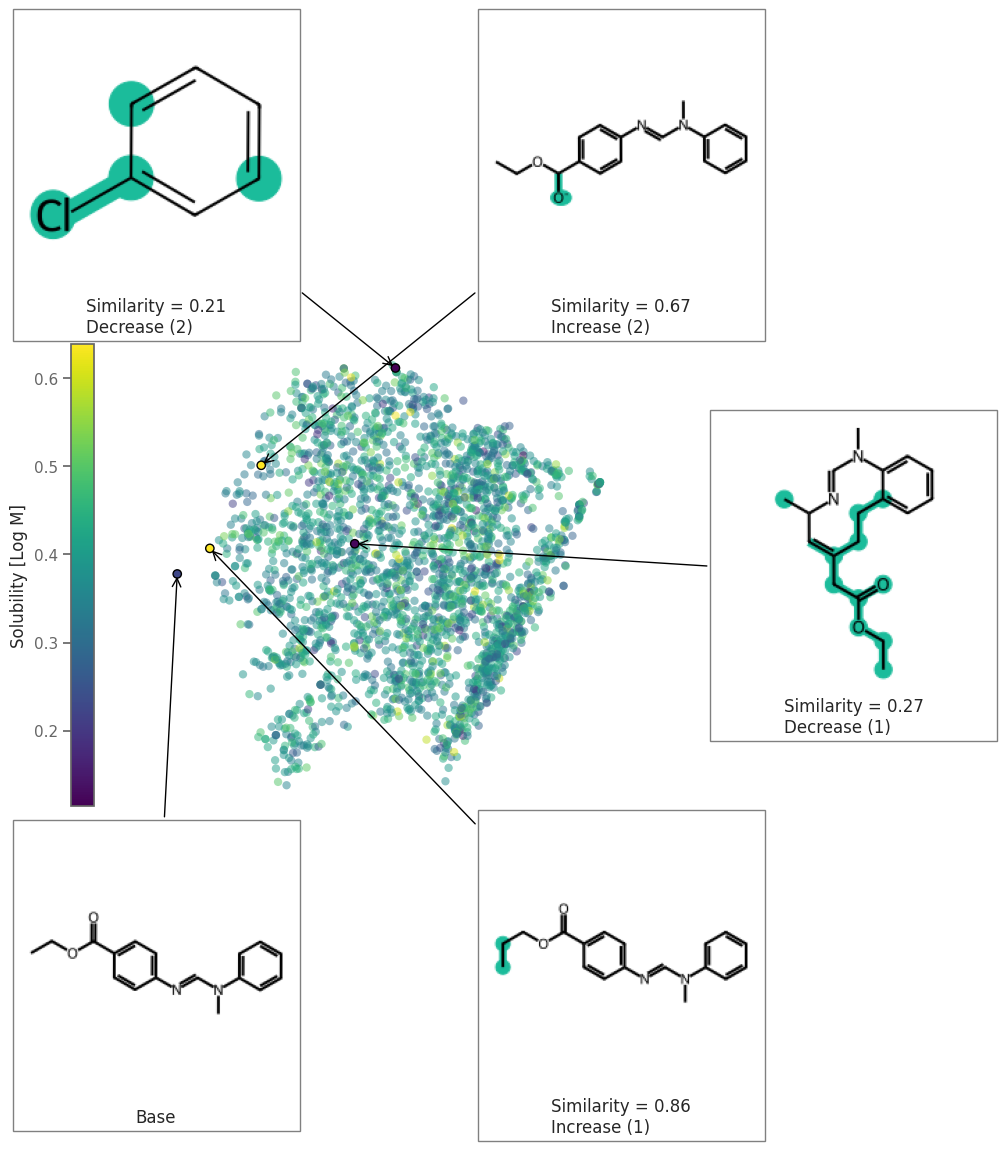 Cl
Similarity = 0.21
Decrease (2)
N
N
O
O
Similarity = 0.67
Increase (2)
0.6
0.5
0.4
0.3
0.2
Solubility [Log M]
N
N
O
O
Similarity = 0.27
Decrease (1)
O
O
N
N
Base
O
O
N
N
Similarity = 0.86
Increase (1)